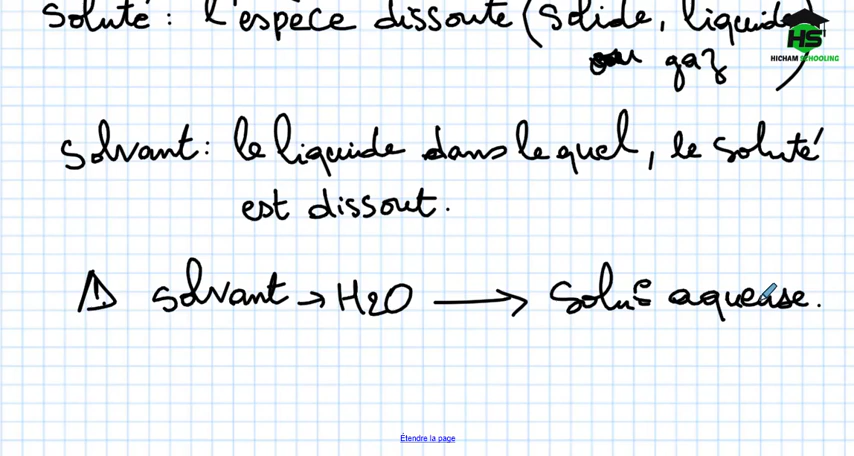 Soluté : l'espèce dissoute (Solide, liquide
ou gaz)
HS
HICHAM SCHOOLING
Solvant : le liquide dans lequel, le soluté
est dissout.
⚠ solvant → H2O → Solu° aqueuse.
Étendre la page